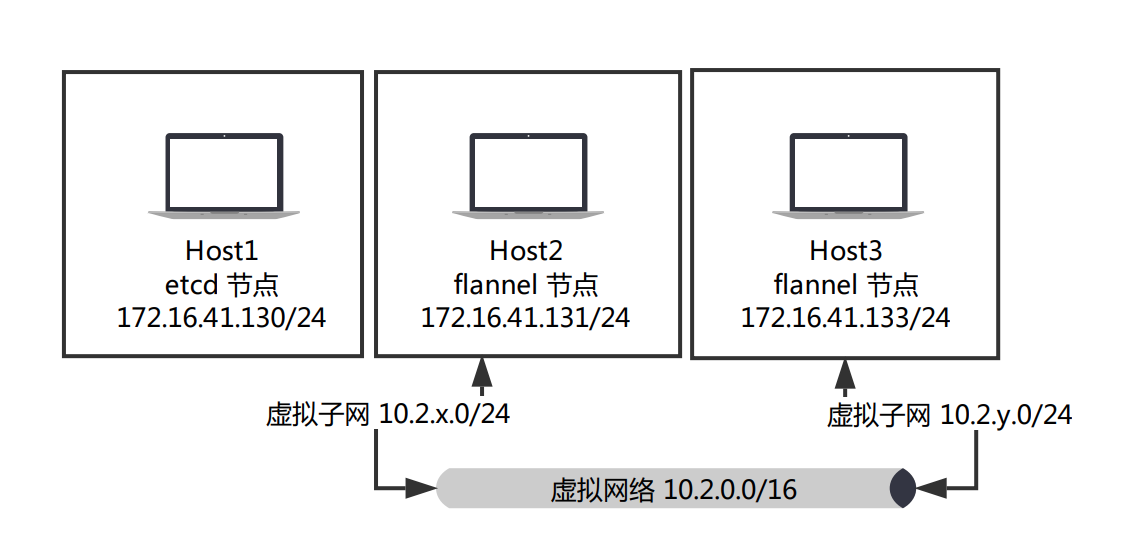 Host1
etcd 节点
172.16.41.130/24
Host2
flannel 节点
172.16.41.131/24
Host3
flannel 节点
172.16.41.133/24
虚拟子网 10.2.x.0/24
虚拟子网 10.2.y.0/24
虚拟网络 10.2.0.0/16